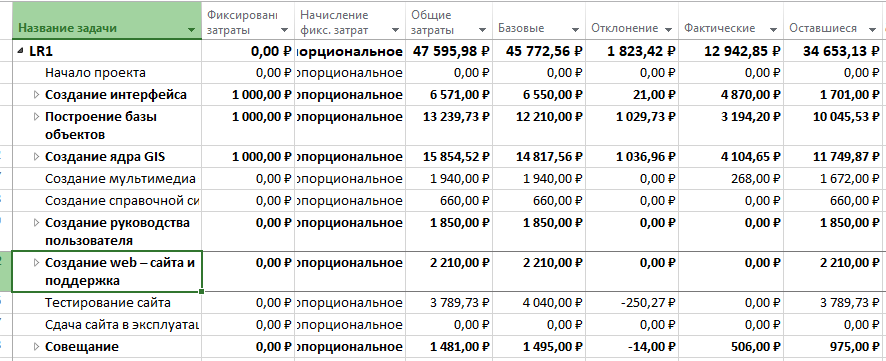 Название задачи Фиксированн затраты Начисление фикс. затрат Общие затраты Базовые Отклонение Фактические Оставшиеся
LR1 0,00 ₽ порциональное 47 595,98 ₽ 45 772,56 ₽ 1 823,42 ₽ 12 942,85 ₽ 34 653,13 ₽
Начало проекта 0,00 ₽ опорциональное 0,00 ₽ 0,00 ₽ 0,00 ₽ 0,00 ₽ 0,00 ₽
Создание интерфейса 1 000,00 ₽ опорциональное 6 571,00 ₽ 6 550,00 ₽ 21,00 ₽ 4 870,00 ₽ 1 701,00 ₽
Построение базы объектов 1 000,00 ₽ опорциональное 13 239,73 ₽ 12 210,00 ₽ 1 029,73 ₽ 3 194,20 ₽ 10 045,53 ₽
Создание ядра GIS 1 000,00 ₽ опорциональное 15 854,52 ₽ 14 817,56 ₽ 1 036,96 ₽ 4 104,65 ₽ 11 749,87 ₽
Создание мультимедиа 0,00 ₽ опорциональное 1 940,00 ₽ 1 940,00 ₽ 0,00 ₽ 268,00 ₽ 1 672,00 ₽
Создание справочной си 0,00 ₽ опорциональное 660,00 ₽ 660,00 ₽ 0,00 ₽ 0,00 ₽ 660,00 ₽
Создание руководства пользователя 0,00 ₽ опорциональное 1 850,00 ₽ 1 850,00 ₽ 0,00 ₽ 0,00 ₽ 1 850,00 ₽
Создание web – сайта и поддержка 0,00 ₽ опорциональное 2 210,00 ₽ 2 210,00 ₽ 0,00 ₽ 0,00 ₽ 2 210,00 ₽
Тестирование сайта 0,00 ₽ опорциональное 3 789,73 ₽ 4 040,00 ₽ -250,27 ₽ 0,00 ₽ 3 789,73 ₽
Сдача сайта в эксплуатац 0,00 ₽ опорциональное 0,00 ₽ 0,00 ₽ 0,00 ₽ 0,00 ₽ 0,00 ₽
Совещание 0,00 ₽ опорциональное 1 481,00 ₽ 1 495,00 ₽ -14,00 ₽ 506,00 ₽ 975,00 ₽